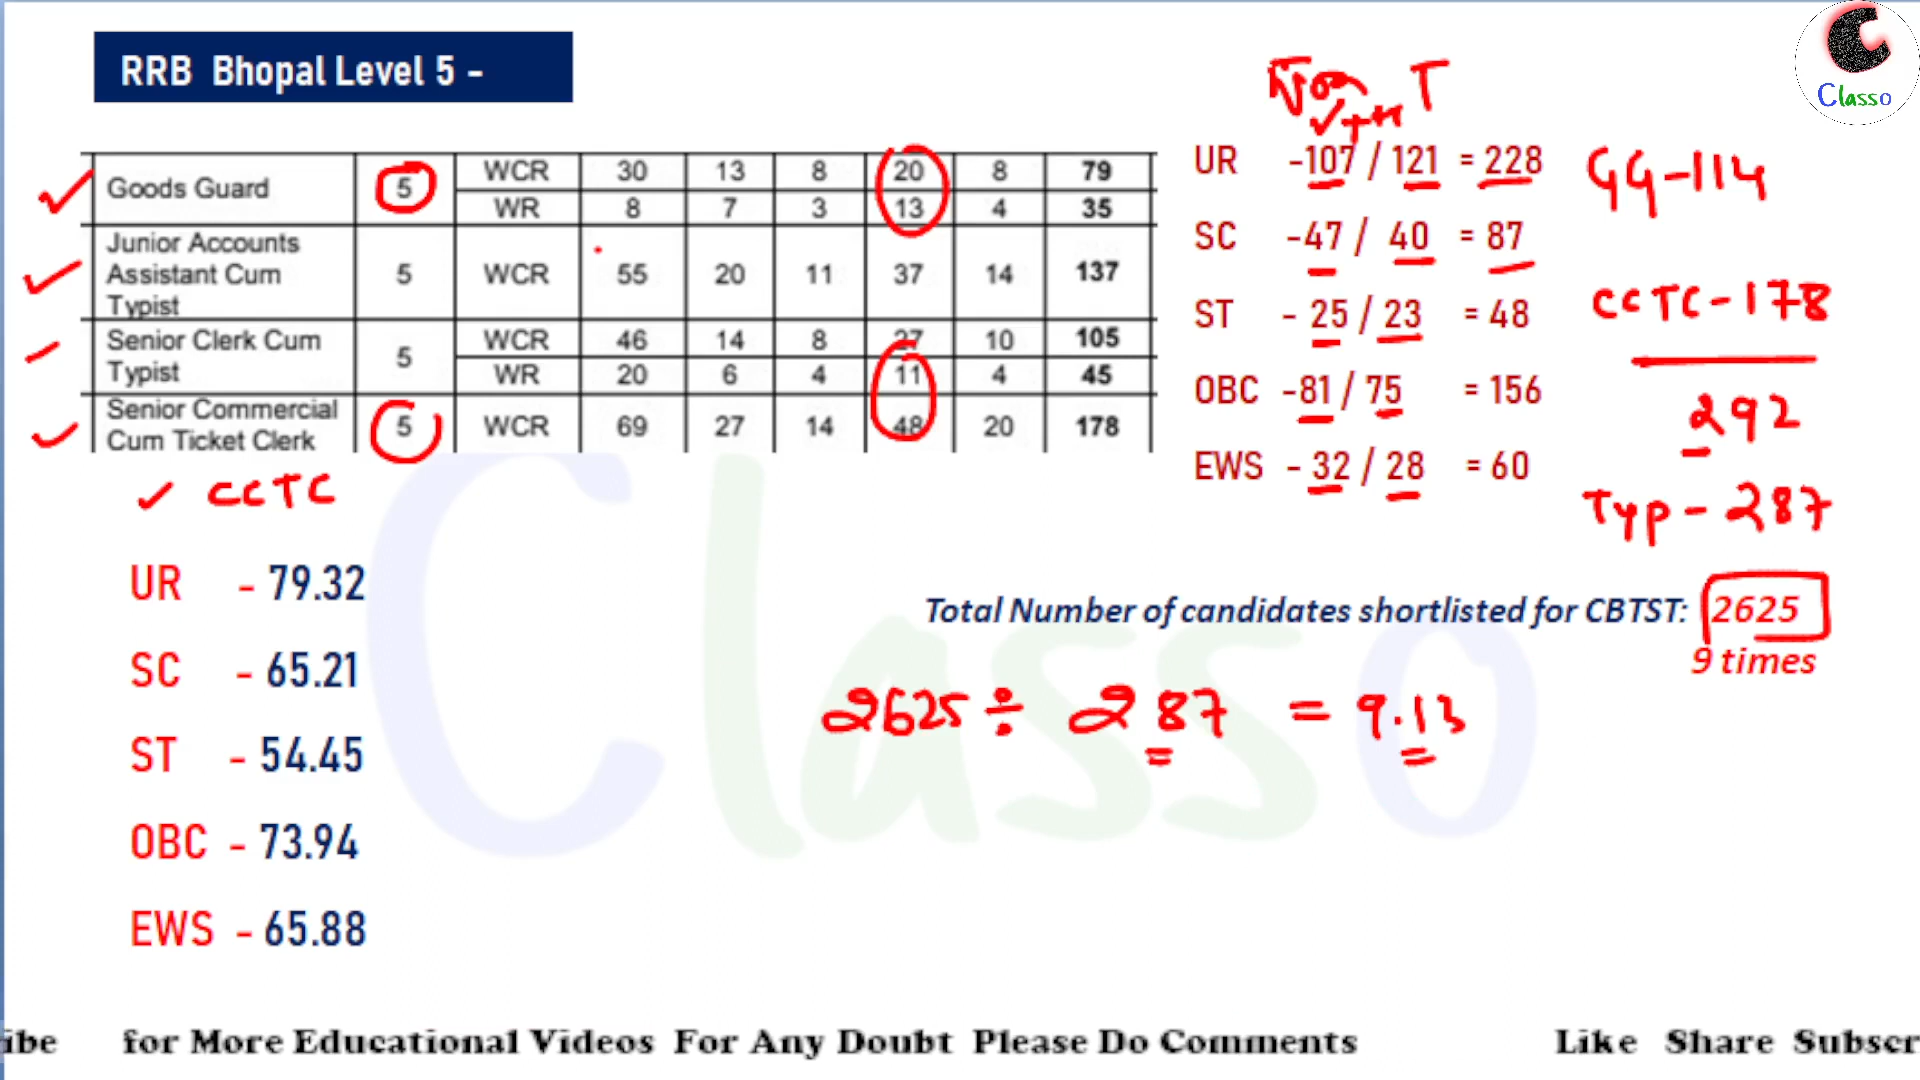 RRB Bhopal Level 5 -
Classo
Non T
UR -107 / 121 = 228
SC -47 / 40 = 87
ST - 25 / 23 = 48
OBC -81 / 75 = 156
EWS - 32 / 28 = 60
GG-114
CCTC-178
292
Typ-287
Goods Guard 5 WCR 30 13 8 20 8 79
WR 8 7 3 13 4 35
Junior Accounts
Assistant Cum 5 WCR 55 20 11 37 14 137
Typist
Senior Clerk Cum 5 WCR 46 14 8 27 10 105
Typist WR 20 6 4 11 4 45
Senior Commercial 5 WCR 69 27 14 48 20 178
Cum Ticket Clerk
CCTC
UR - 79.32
SC - 65.21
ST - 54.45
OBC - 73.94
EWS - 65.88
Total Number of candidates shortlisted for CBTST: 2625
9 times
2625 ÷ 287 = 9.13
Classo
ibe for More Educational Videos For Any Doubt Please Do Comments Like Share Subscr